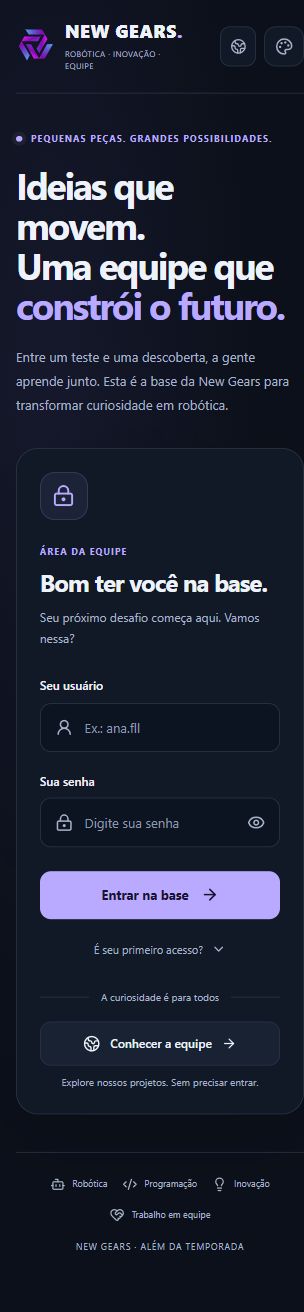 NEW GEARS.
ROBÓTICA · INOVAÇÃO ·
EQUIPE
PEQUENAS PEÇAS. GRANDES POSSIBILIDADES.
Ideias que
movem.
Uma equipe que
constrói o futuro.
Entre um teste e uma descoberta, a gente
aprende junto. Esta é a base da New Gears para
transformar curiosidade em robótica.
ÁREA DA EQUIPE
Bom ter você na base.
Seu próximo desafio começa aqui. Vamos
nessa?
Seu usuário
Ex.: ana.fll
Sua senha
Digite sua senha
Entrar na base
É seu primeiro acesso?
A curiosidade é para todos
Conhecer a equipe
Explore nossos projetos. Sem precisar entrar.
Robótica Programação Inovação
Trabalho em equipe
NEW GEARS · ALÉM DA TEMPORADA